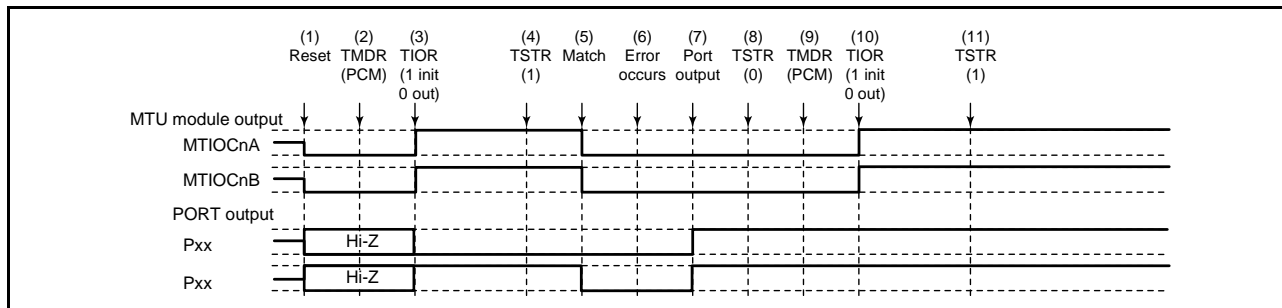 (1) (2) (3) (4) (5) (6) (7) (8) (9) (10) (11)
Reset TMDR TIOR TSTR Match Error Port TSTR TMDR TIOR TSTR
(PCM) (1 init (1) occurs output (0) (PCM) (1 init (1)
0 out) 0 out)
MTU module output
MTIOCnA
MTIOCnB
PORT output
Pxx Hi-Z
Pxx Hi-Z